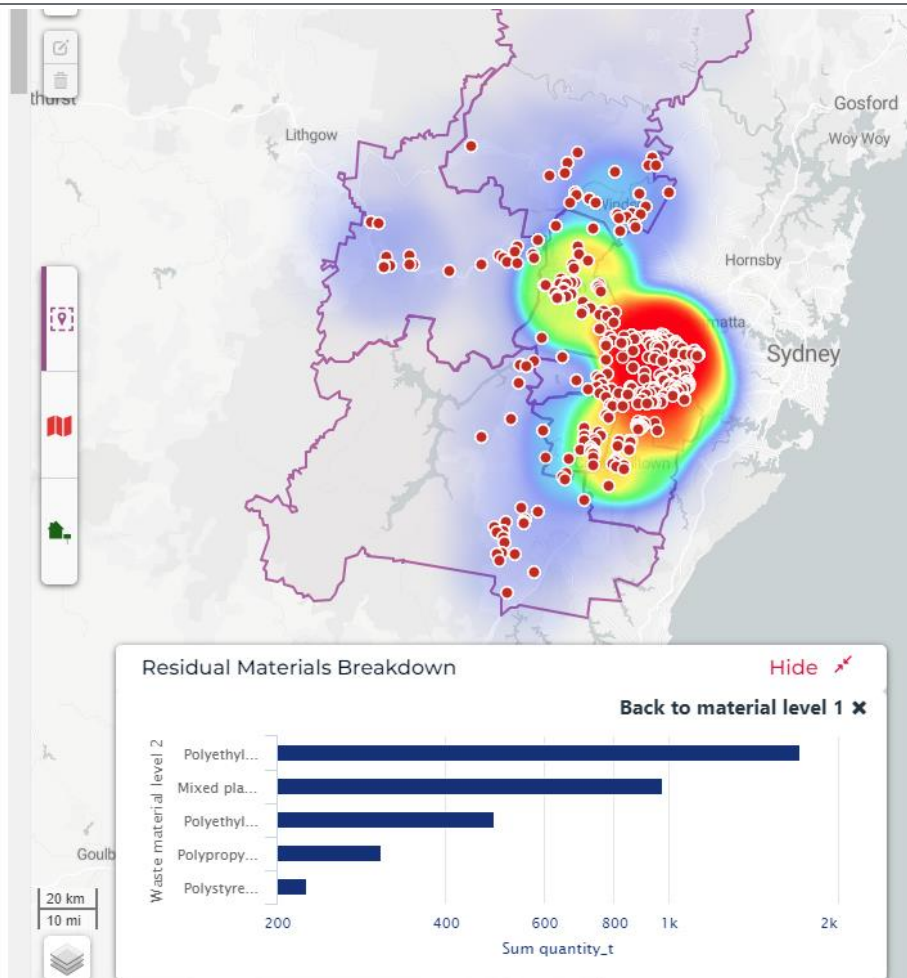 thurst
Lithgow
Gosford
Woy Woy
Hornsby
matta
Sydney
Goulb
20 km
10 mi
Residual Materials Breakdown
Hide
Back to material level 1 ×
Waste material level 2
Polyethyl...
Mixed pla...
Polyethyl...
Polypropy...
Polystyre...
200 400 600 800 1k 2k
Sum quantity_t